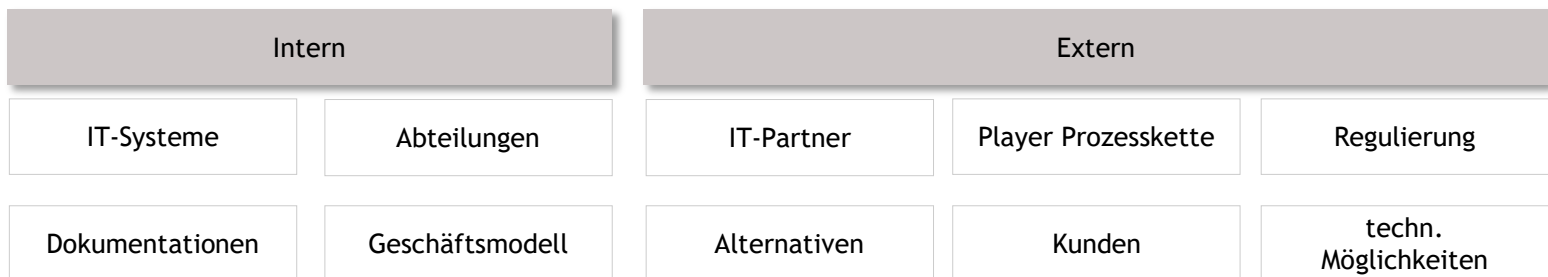 Intern
Extern
IT-Systeme
Abteilungen
IT-Partner
Player Prozesskette
Regulierung
Dokumentationen
Geschäftsmodell
Alternativen
Kunden
techn.
Möglichkeiten